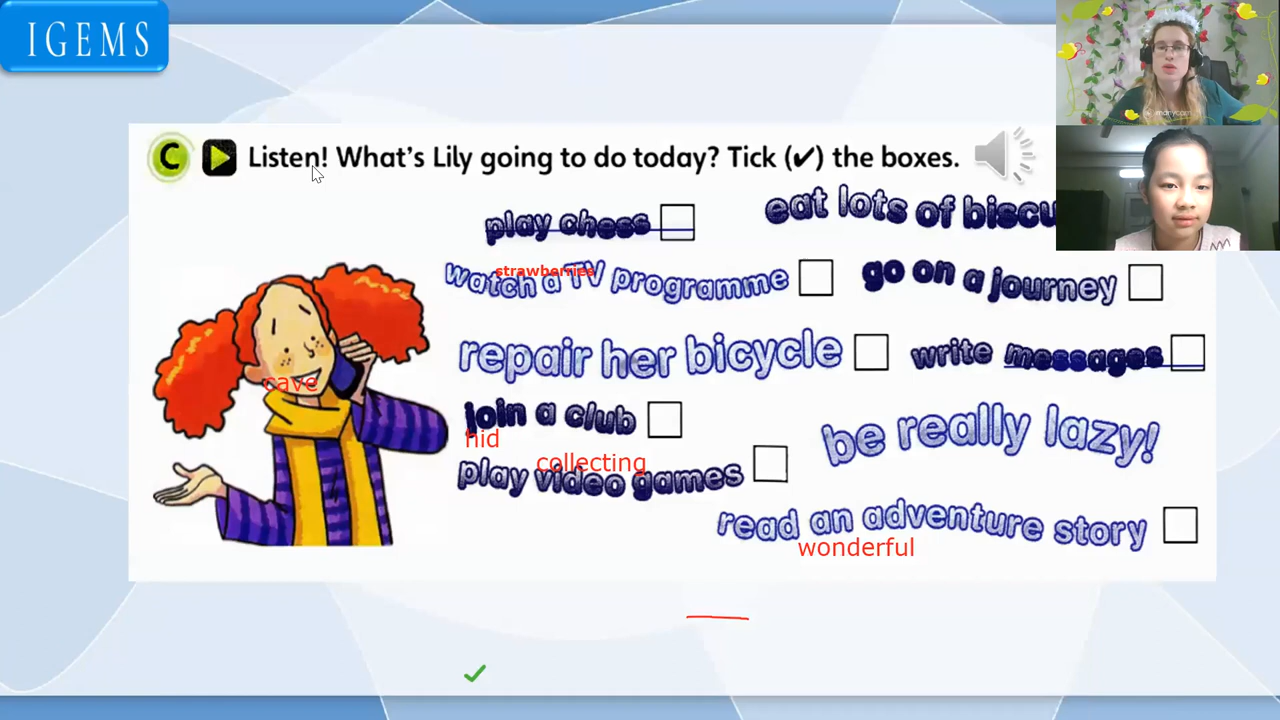 IGEMS
C Listen! What's Lily going to do today? Tick (✔) the boxes.
play chess
eat lots of biscu
strawberries
watch a TV programme
go on a journey
repair her bicycle
write messages
cave
join a club
be really lazy!
hid
collecting
play video games
read an adventure story
wonderful
manycam